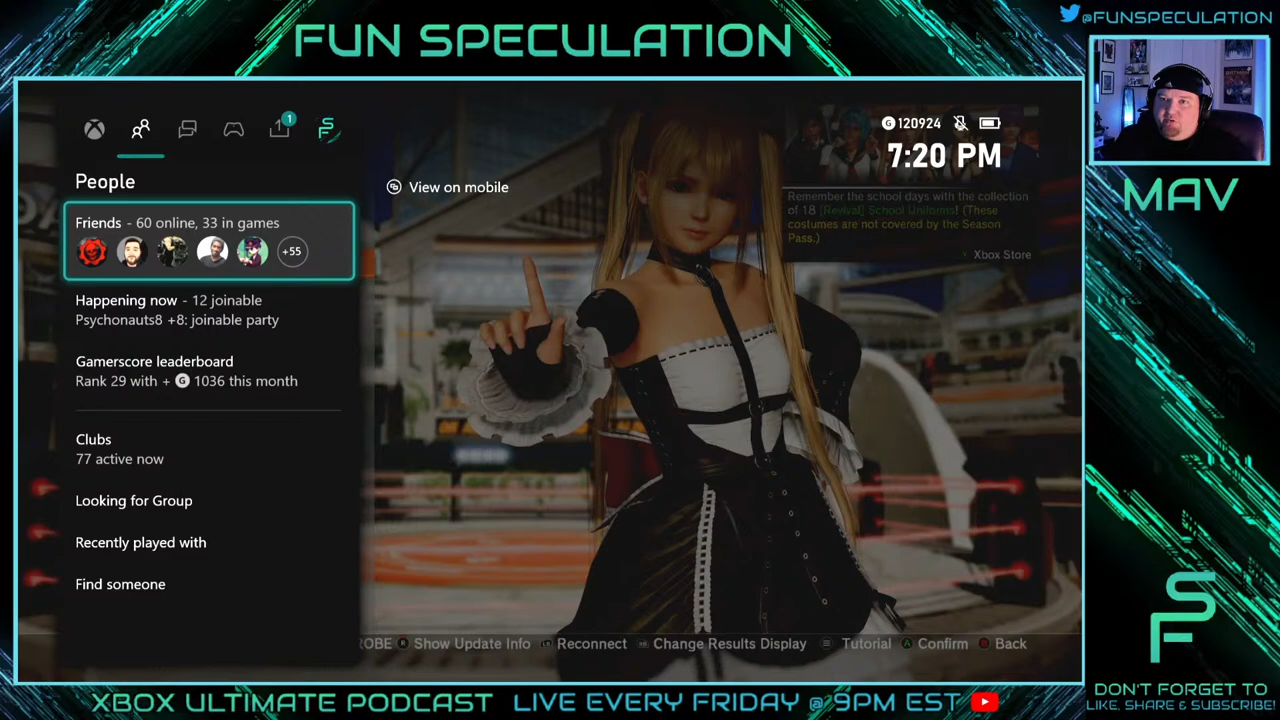 FUN SPECULATION
@FUNSPECULATION
1
120924
7:20 PM
People
View on mobile
Friends - 60 online, 33 in games
+55
Happening now - 12 joinable
Psychonauts8 +8: joinable party
Gamerscore leaderboard
Rank 29 with + G 1036 this month
Clubs
77 active now
Looking for Group
Recently played with
Find someone
Remember the school days with the collection
of 18 [Revival] School Uniforms! (These
costumes are not covered by the Season
Pass.)
Xbox Store
ROBE Show Update Info Reconnect Change Results Display Tutorial Confirm Back
MAV
SF
DON'T FORGET TO
LIKE, SHARE & SUBSCRIBE!
XBOX ULTIMATE PODCAST LIVE EVERY FRIDAY @ 9PM EST